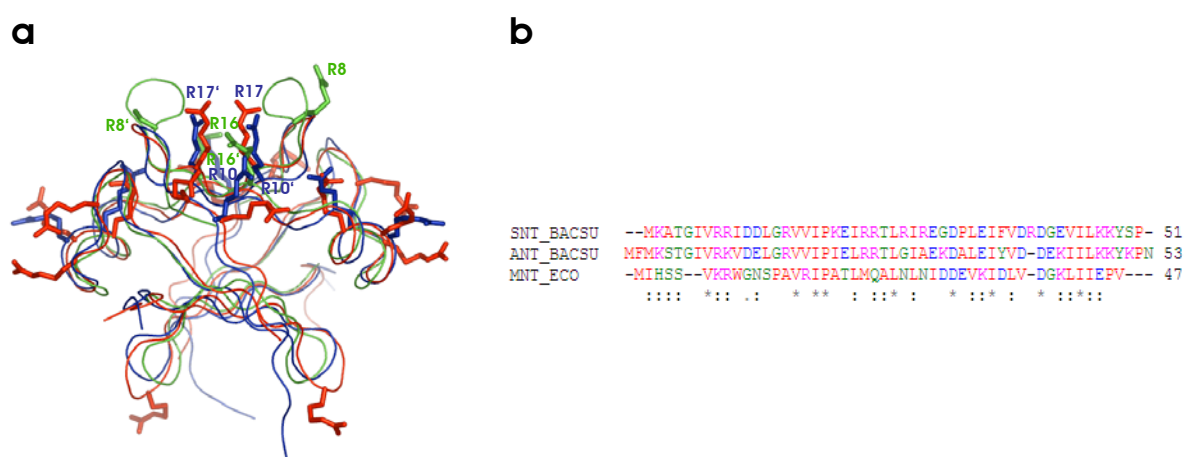 a
b
R8
R17‘ R17
R8‘ R16
R16‘
R10
R10‘
SNT_BACSU --MKATGIVRRIDDLGRVVIPKEIRRTLRIREGDPLEIFVDRDGEVILKKYSP- 51
ANT_BACSU MFMKSTGIVRKVDELGRVVIPIELRRTLGIAEKDALEIYVD-DEKIILKKYKPN 53
MNT_ECO -MIHSS--VKRWGNSPAVRIPATLMQALNLNIDDEVKIDLV-DGKLIIEPV--- 47
:::: *:: .: * ** : ::* : * ::* : * ::*::